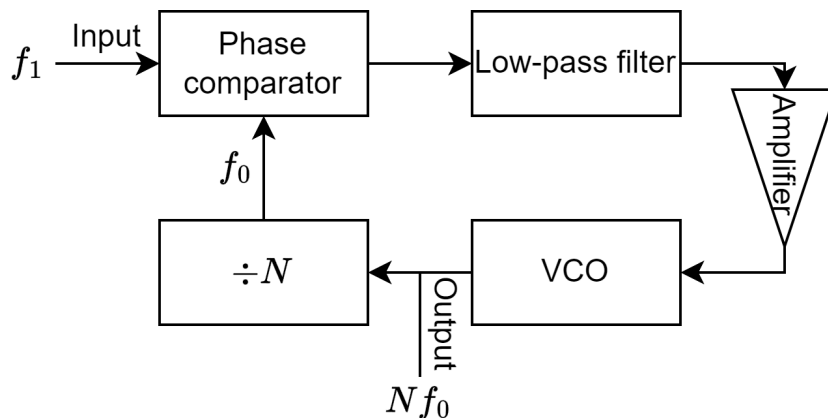 Input
f₁
Phase
comparator
Low-pass filter
Amplifier
f₀
÷N
VCO
Output
Nf₀